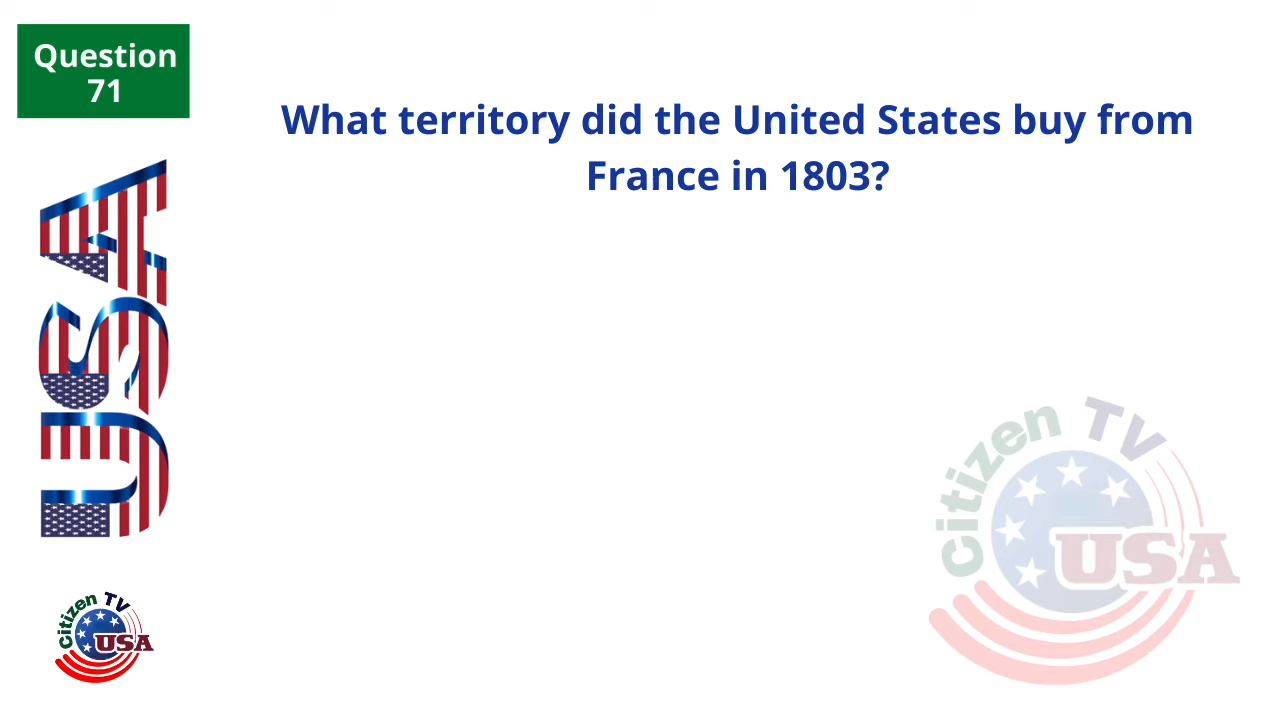 Question
71
What territory did the United States buy from
France in 1803?
USA
Citizen TV
USA
Citizen TV
USA